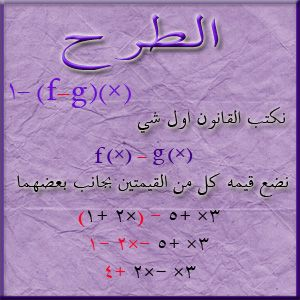 الطرح
١- (f-g)(×)
نكتب القانون اول شي
f(×) - g(×)
نضع قيمه كل من القيمتين بجانب بعضهما
٣× +٥ - (٢× +١)
٣× +٥ -٢× -١
٣× -٢× +٤